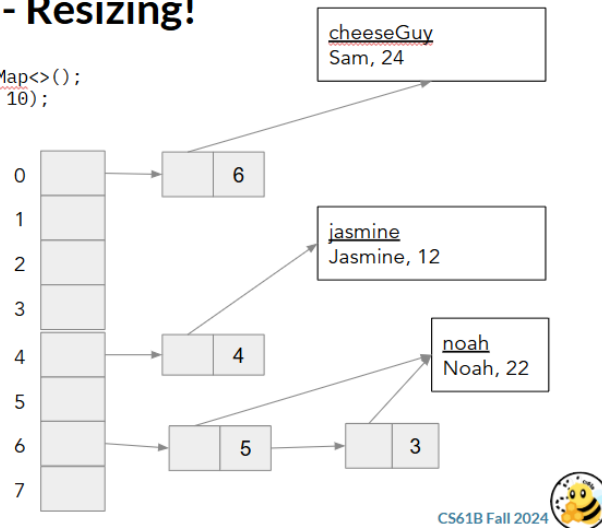 - Resizing!
Map<>();
10);
cheeseGuy
Sam, 24
0
6
1
jasmine
Jasmine, 12
2
3
4
4
noah
Noah, 22
5
6
5
3
7
CS61B Fall 2024